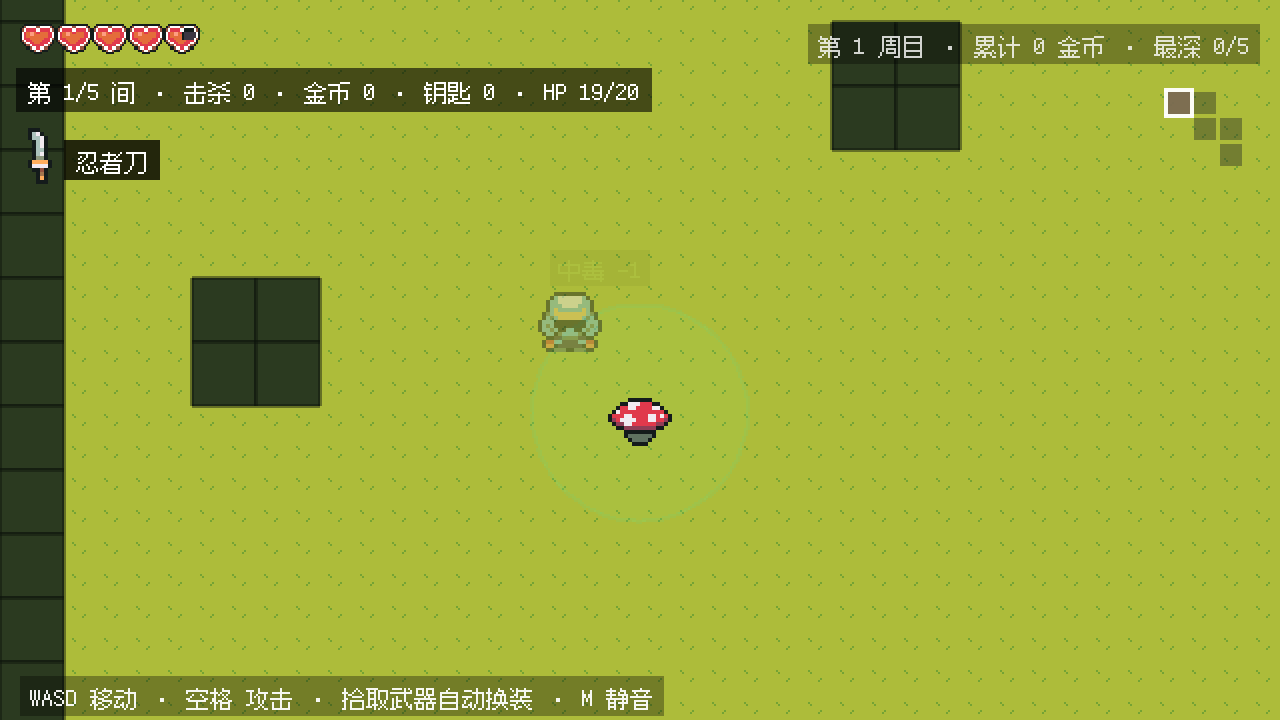 第 1 周目 · 累计 0 金币 · 最深 0/5
第 1/5 间 · 击杀 0 · 金币 0 · 钥匙 0 · HP 19/20
忍者刀
中毒 -1
WASD 移动 · 空格 攻击 · 拾取武器自动换装 · M 静音